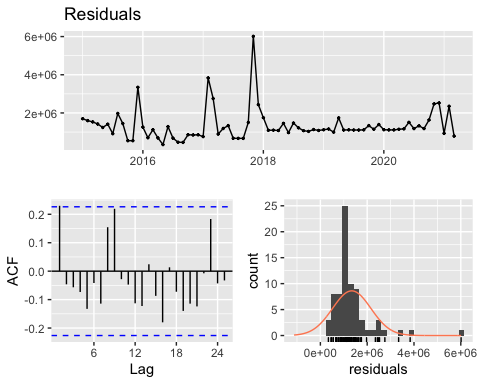 Residuals
6e+06
4e+06
2e+06
2016 2018 2020
ACF
0.2
0.1
0.0
-0.1
-0.2
6 12 18 24
Lag
count
25
20
15
10
5
0
0e+00 2e+06 4e+06 6e+06
residuals